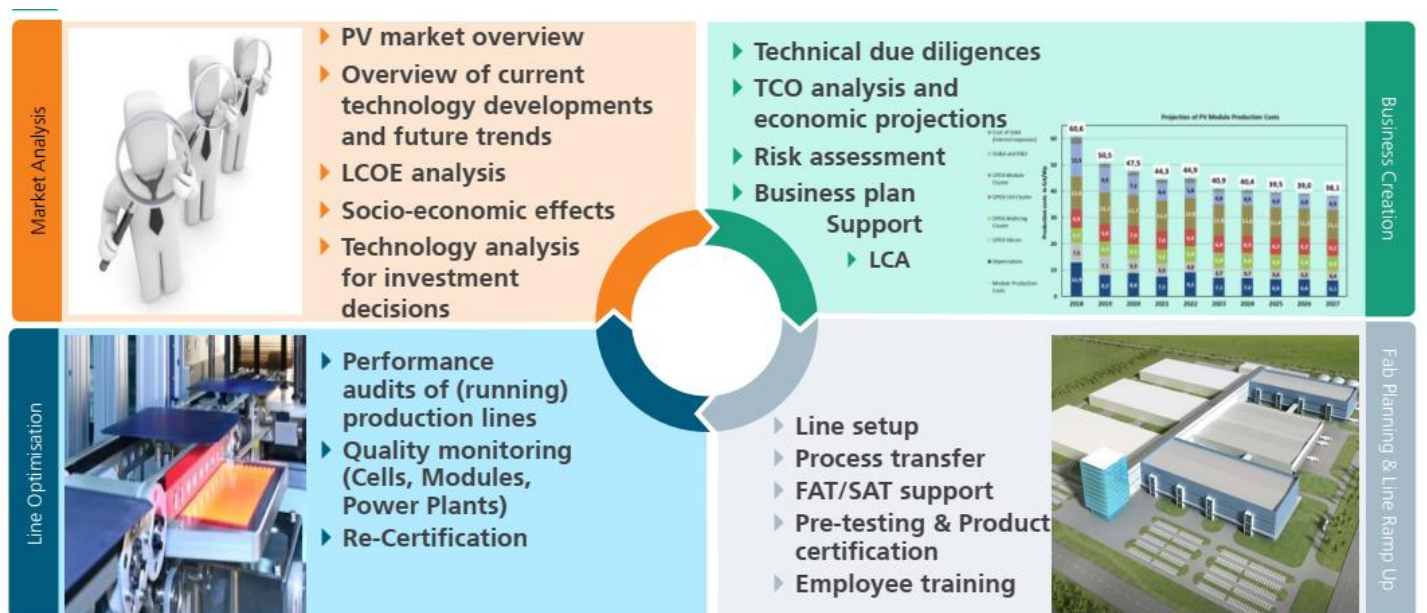 Market Analysis
PV market overview
Overview of current
technology developments
and future trends
LCOE analysis
Socio-economic effects
Technology analysis
for investment
decisions
Technical due diligences
TCO analysis and
economic projections
Risk assessment
Business plan
Support
LCA
Projection of PV Module Production Costs
60,6
50,5
47,5
44,3
44,9
40,9
40,4
39,5
39,0
38,1
2018 2019 2020 2021 2022 2023 2024 2025 2026 2027
Depreciation
Business Creation
Line Optimisation
Performance
audits of (running)
production lines
Quality monitoring
(Cells, Modules,
Power Plants)
Re-Certification
Line setup
Process transfer
FAT/SAT support
Pre-testing & Product
certification
Employee training
Fab Planning & Line Ramp Up